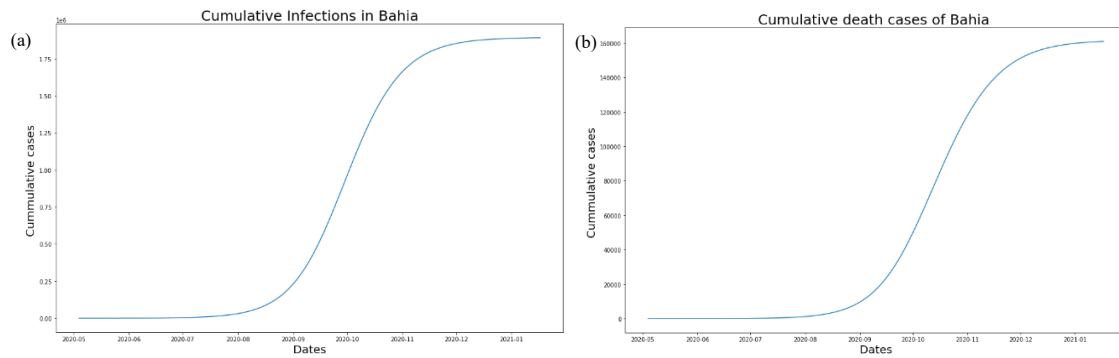 (a)
Cumulative Infections in Bahia
1e6
1.75
1.50
1.25
1.00
0.75
0.50
0.25
0.00
Cummulative cases
2020-05 2020-06 2020-07 2020-08 2020-09 2020-10 2020-11 2020-12 2021-01
Dates
(b)
Cumulative death cases of Bahia
160000
140000
120000
100000
80000
60000
40000
20000
0
Cummulative cases
2020-05 2020-06 2020-07 2020-08 2020-09 2020-10 2020-11 2020-12 2021-01
Dates